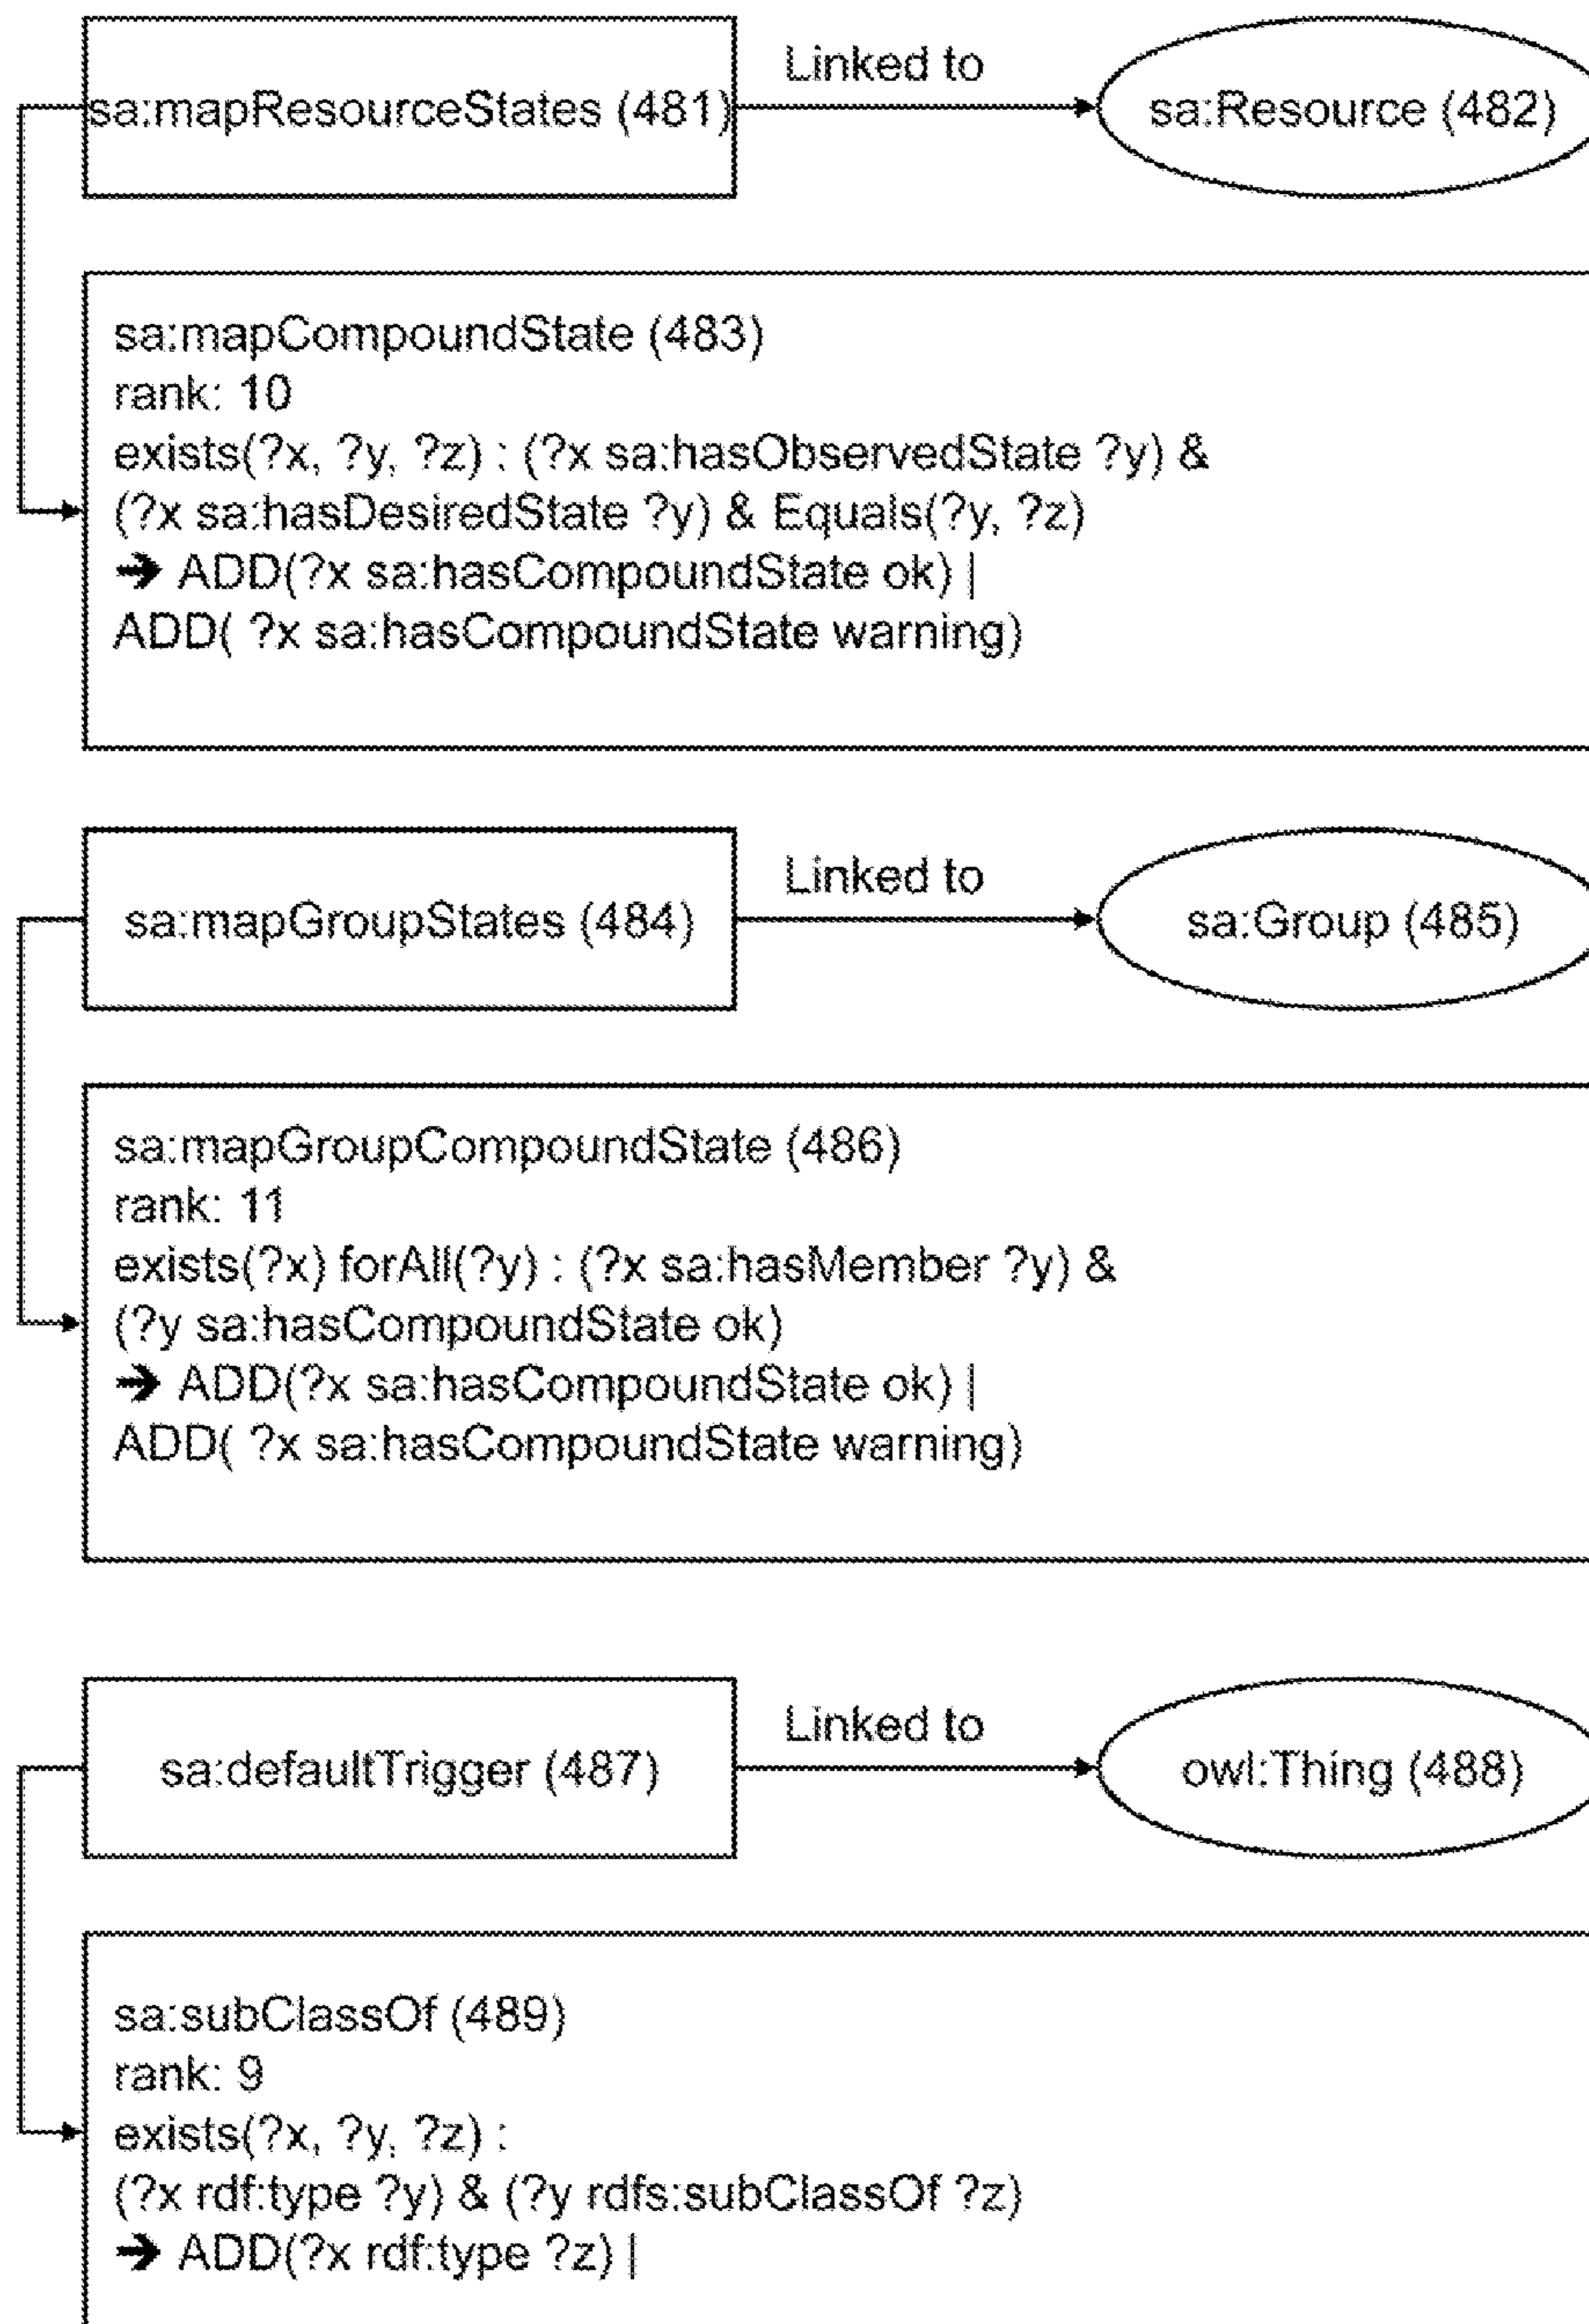 Linked to
sa:mapResourceStates (481)
sa:Resource (482)
sa:mapCompoundState (483)
rank: 10
exists(?x, ?y, ?z) : (?x sa:hasObservedState ?y) &
(?x sa:hasDesiredState ?y) & Equals(?y, ?z)
➔ ADD(?x sa:hasCompoundState ok) |
ADD( ?x sa:hasCompoundState warning)
Linked to
sa:mapGroupStates (484)
sa:Group (485)
sa:mapGroupCompoundState (486)
rank: 11
exists(?x) forAll(?y) : (?x sa:hasMember ?y) &
(?y sa:hasCompoundState ok)
➔ ADD(?x sa:hasCompoundState ok) |
ADD( ?x sa:hasCompoundState warning)
Linked to
sa:defaultTrigger (487)
owl:Thing (488)
sa:subClassOf (489)
rank: 9
exists(?x, ?y, ?z) :
(?x rdf:type ?y) & (?y rdfs:subClassOf ?z)
➔ ADD(?x rdf:type ?z) |